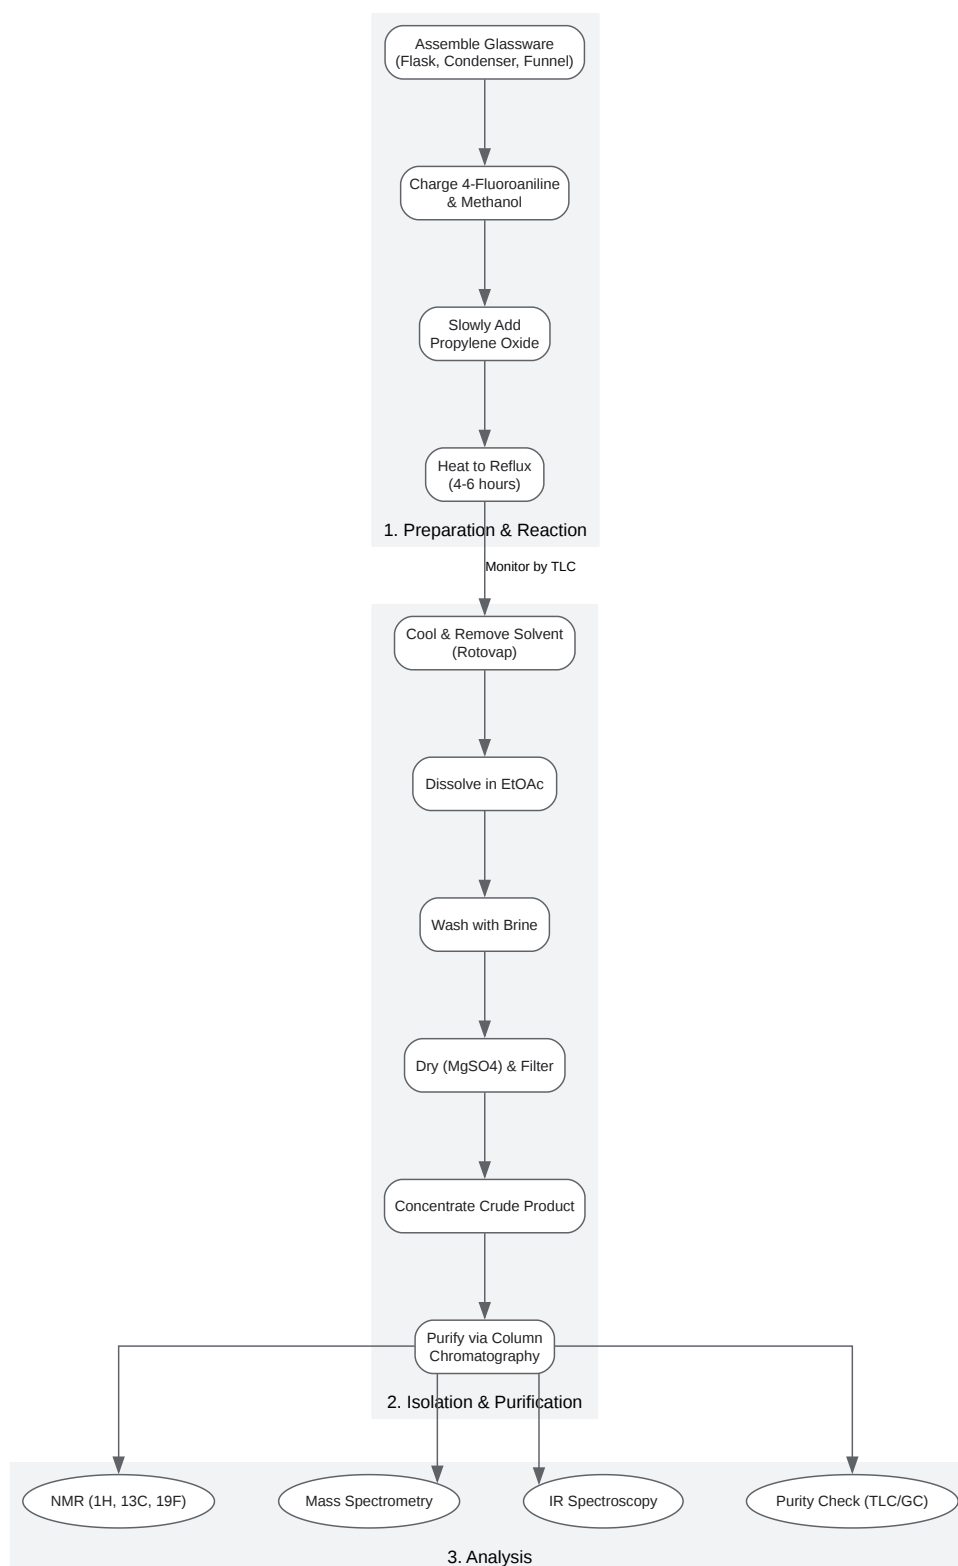 Assemble Glassware
(Flask, Condenser, Funnel)
Charge 4-Fluoroaniline
& Methanol
Slowly Add
Propylene Oxide
Heat to Reflux
(4-6 hours)
1. Preparation & Reaction
Monitor by TLC
Cool & Remove Solvent
(Rotovap)
Dissolve in EtOAc
Wash with Brine
Dry (MgSO4) & Filter
Concentrate Crude Product
Purify via Column
Chromatography
2. Isolation & Purification
NMR (1H, 13C, 19F)
Mass Spectrometry
IR Spectroscopy
Purity Check (TLC/GC)
3. Analysis